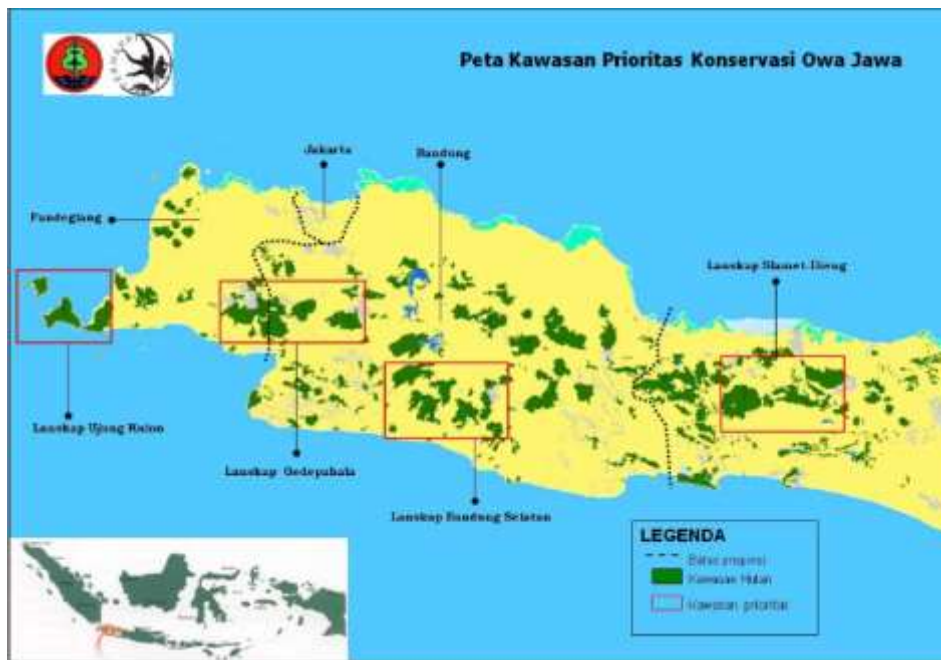 Peta Kawasan Prioritas Konservasi Owa Jawa
Jakarta
Bandung
Pandeglang
Lanskap Slamet-Dieng
Lanskap Ujung Kulon
Lanskap Gedepahala
Lanskap Bandung Selatan
LEGENDA
Batas propinsi
Kawasan Hutan
Kawasan prioritas